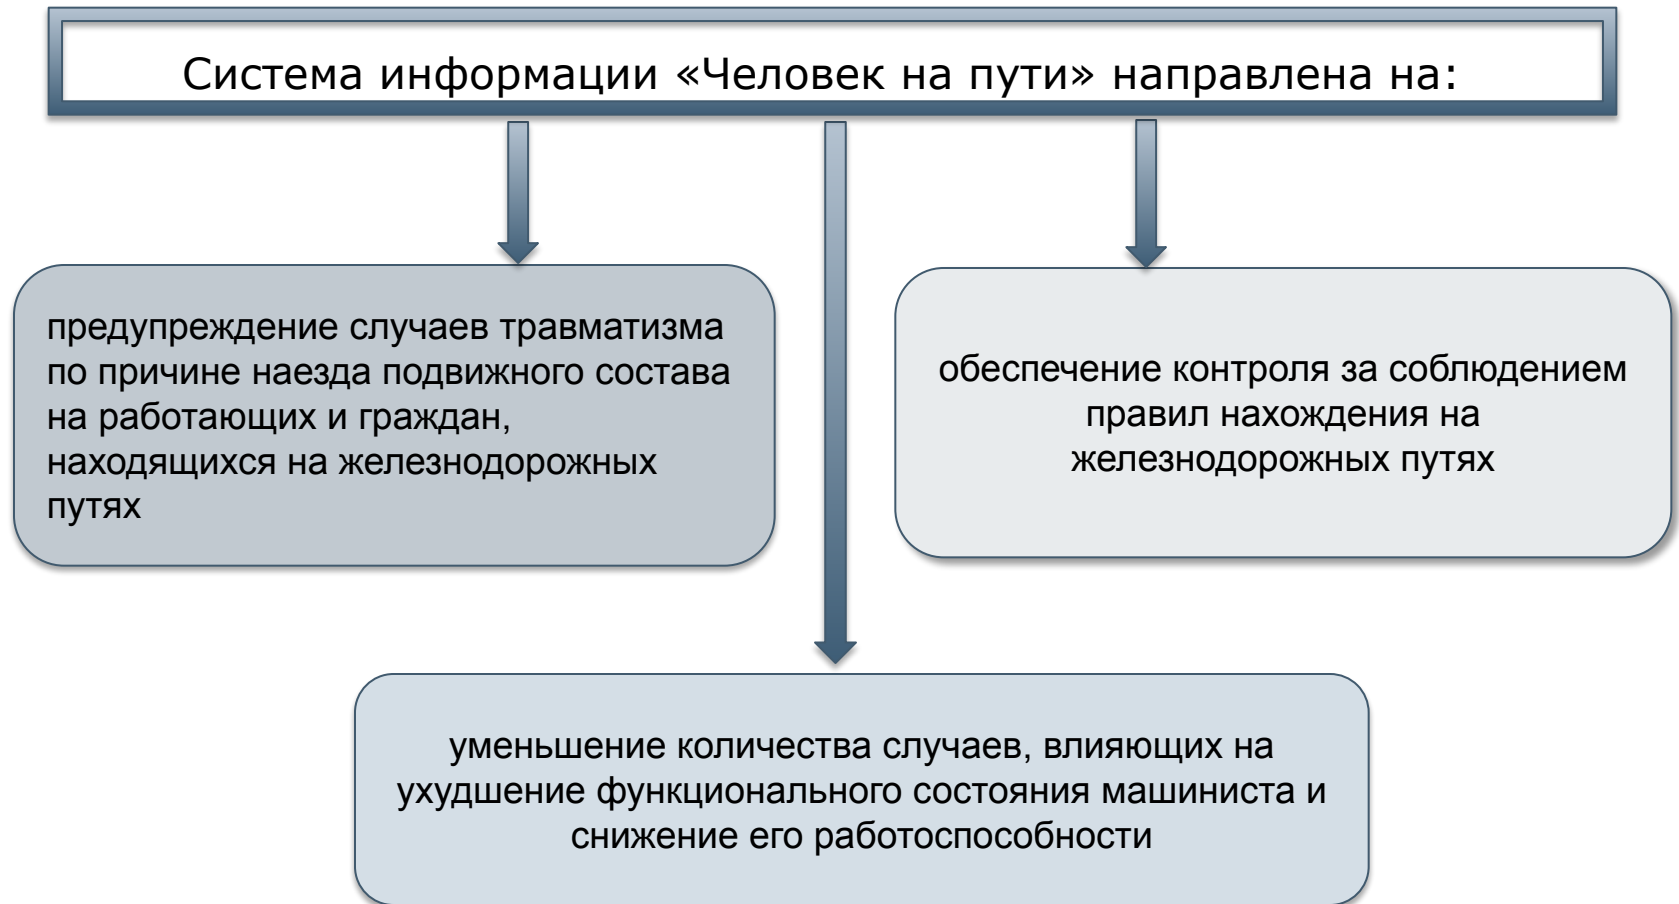 Система информации «Человек на пути» направлена на:
предупреждение случаев травматизма
по причине наезда подвижного состава
на работающих и граждан,
находящихся на железнодорожных
путях
обеспечение контроля за соблюдением
правил нахождения на
железнодорожных путях
уменьшение количества случаев, влияющих на
ухудшение функционального состояния машиниста и
снижение его работоспособности